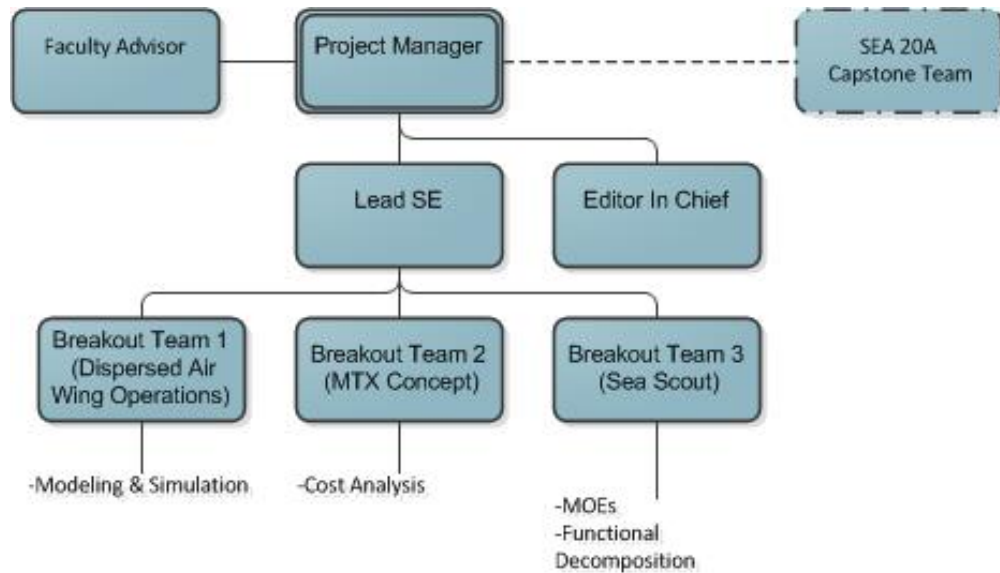 Faculty Advisor
Project Manager
SEA 20A
Capstone Team
Lead SE
Editor In Chief
Breakout Team 1
(Dispersed Air
Wing Operations)
Breakout Team 2
(MTX Concept)
Breakout Team 3
(Sea Scout)
-Modeling & Simulation
-Cost Analysis
-MOEs
-Functional
Decomposition